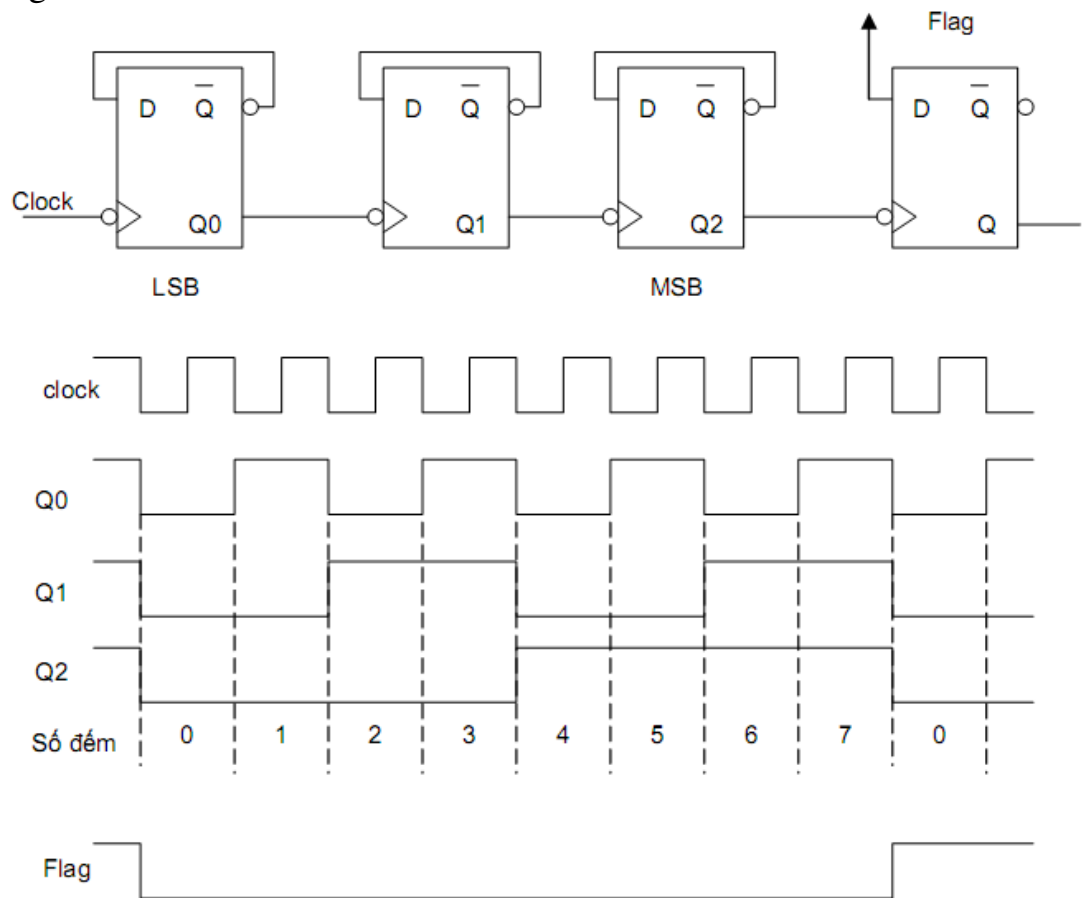 g
Flag
D Q D Q D Q D Q
Clock
Q0 Q1 Q2 Q
LSB MSB
clock
Q0
Q1
Q2
Số đếm 0 1 2 3 4 5 6 7 0
Flag